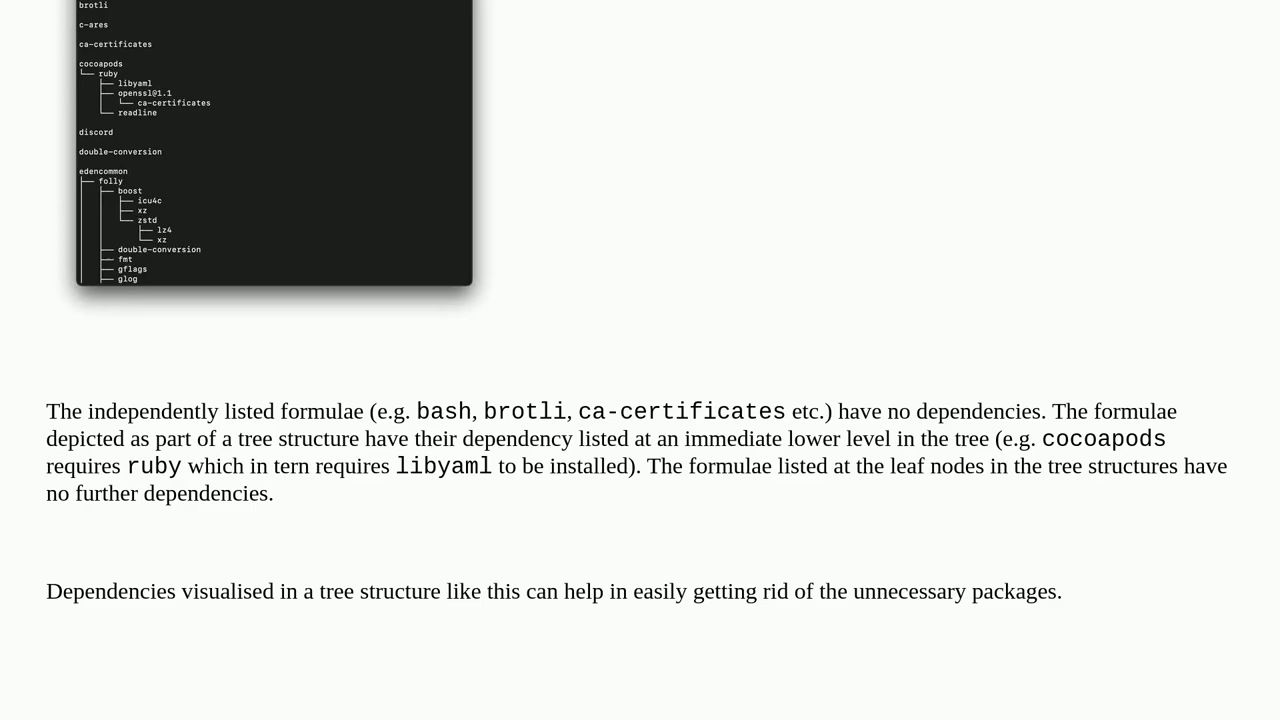 brotli
c-ares
ca-certificates
cocoapods
└── ruby
    ├── libyaml
    ├── openssl@1.1
    │   └── ca-certificates
    └── readline
discord
double-conversion
edencommon
├── folly
│   ├── boost
│   │   ├── icu4c
│   │   ├── xz
│   │   └── zstd
│   │       ├── lz4
│   │       └── xz
│   ├── double-conversion
│   ├── fmt
│   ├── gflags
│   ├── glog
The independently listed formulae (e.g. bash, brotli, ca-certificates etc.) have no dependencies. The formulae
depicted as part of a tree structure have their dependency listed at an immediate lower level in the tree (e.g. cocoapods
requires ruby which in tern requires libyaml to be installed). The formulae listed at the leaf nodes in the tree structures have
no further dependencies.
Dependencies visualised in a tree structure like this can help in easily getting rid of the unnecessary packages.